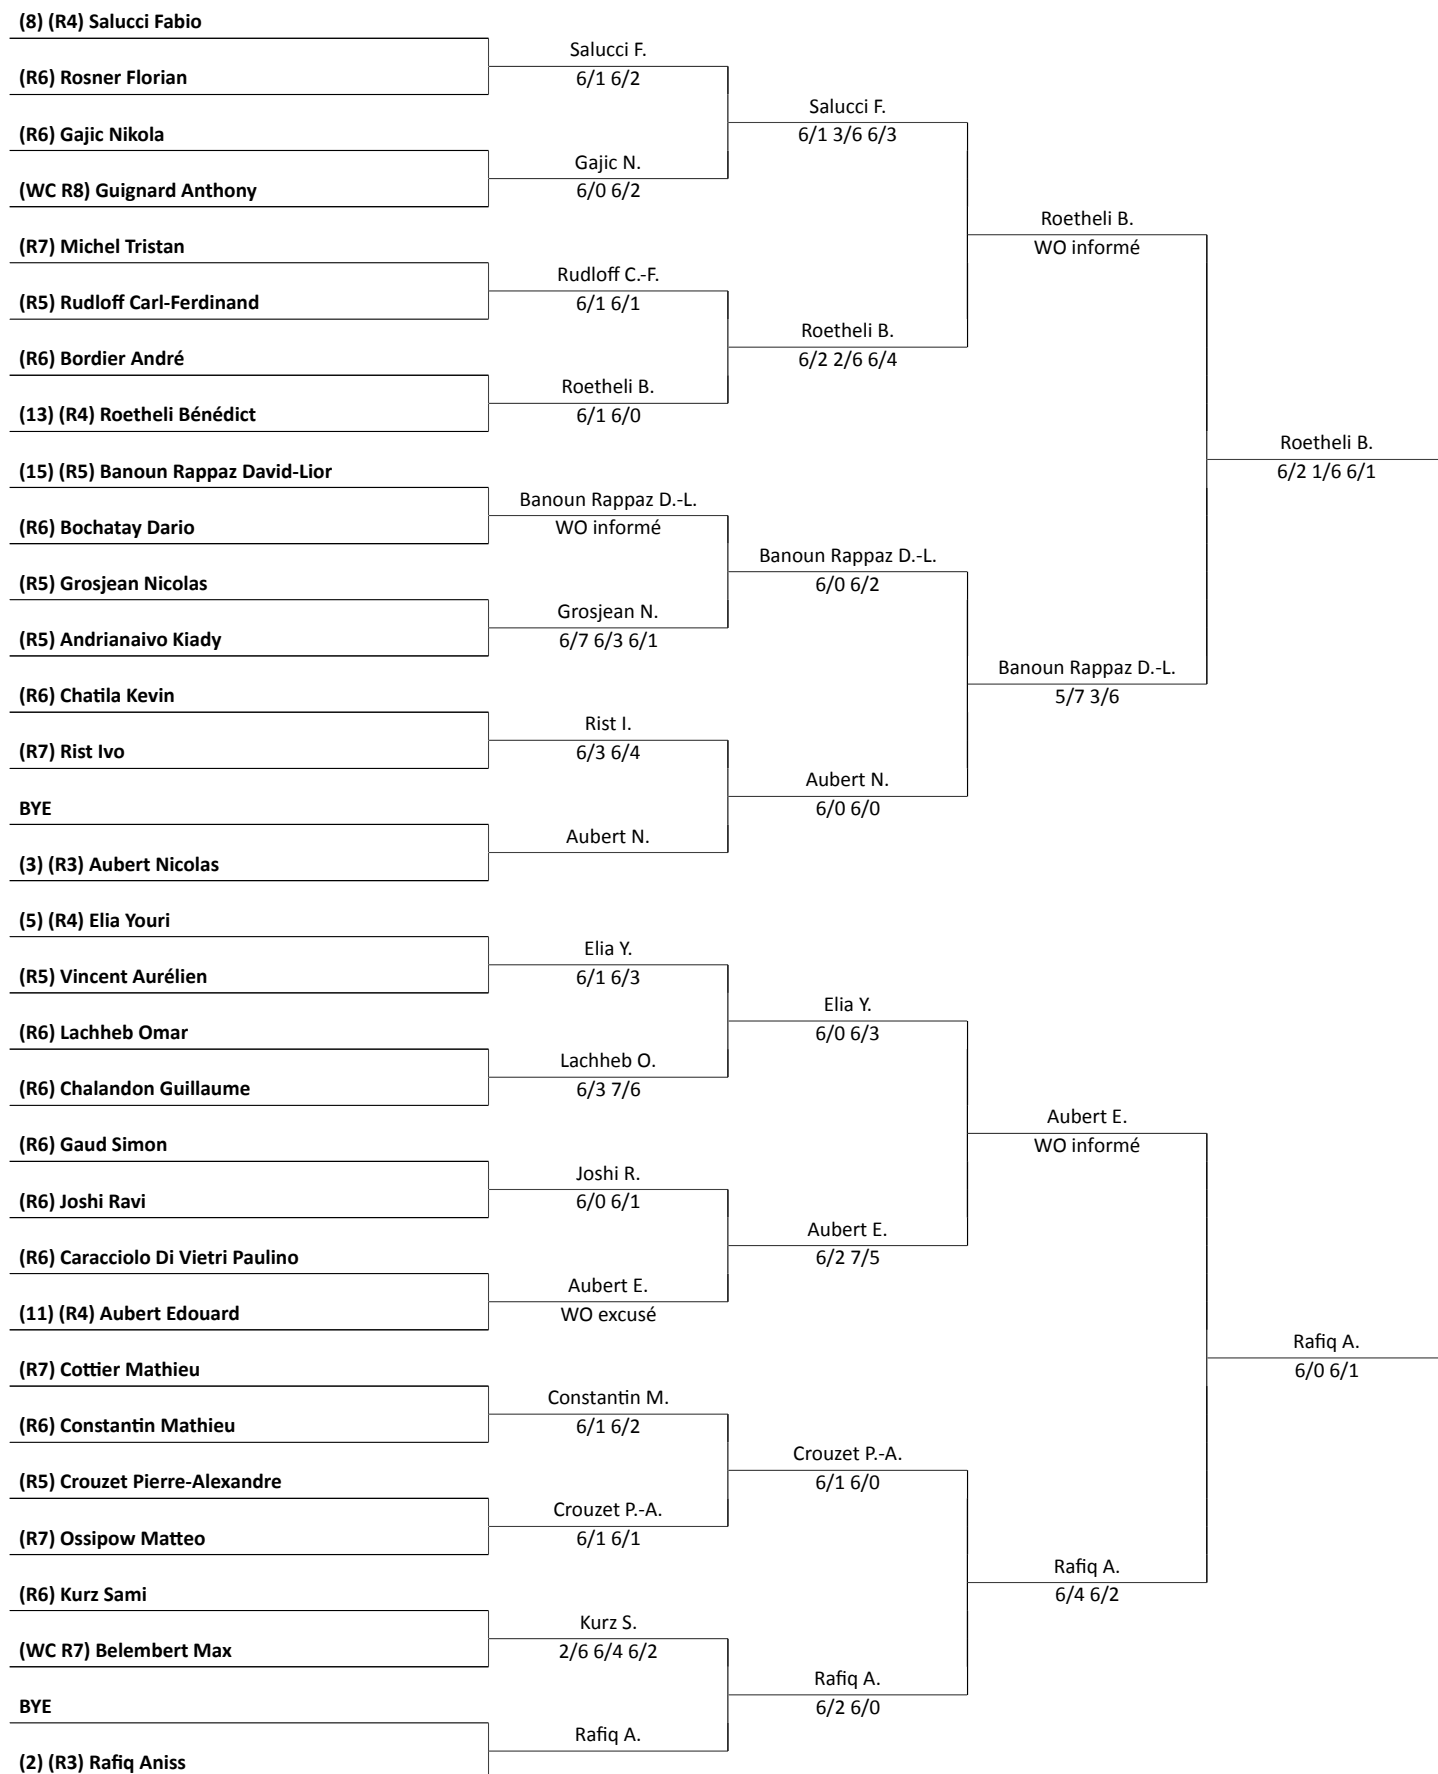 (8) (R4) Salucci Fabio
Salucci F.
(R6) Rosner Florian
6/1 6/2
Salucci F.
(R6) Gajic Nikola
6/1 3/6 6/3
Gajic N.
(WC R8) Guignard Anthony
6/0 6/2
Roetheli B.
(R7) Michel Tristan
WO informé
Rudloff C.-F.
(R5) Rudloff Carl-Ferdinand
6/1 6/1
Roetheli B.
(R6) Bordier André
6/2 2/6 6/4
Roetheli B.
(13) (R4) Roetheli Bénédict
6/1 6/0
Roetheli B.
(15) (R5) Banoun Rappaz David-Lior
6/2 1/6 6/1
Banoun Rappaz D.-L.
(R6) Bochatay Dario
WO informé
Banoun Rappaz D.-L.
(R5) Grosjean Nicolas
6/0 6/2
Grosjean N.
(R5) Andrianaivo Kiady
6/7 6/3 6/1
Banoun Rappaz D.-L.
(R6) Chatila Kevin
5/7 3/6
Rist I.
(R7) Rist Ivo
6/3 6/4
Aubert N.
BYE
6/0 6/0
Aubert N.
(3) (R3) Aubert Nicolas
(5) (R4) Elia Youri
Elia Y.
(R5) Vincent Aurélien
6/1 6/3
Elia Y.
(R6) Lachheb Omar
6/0 6/3
Lachheb O.
(R6) Chalandon Guillaume
6/3 7/6
Aubert E.
(R6) Gaud Simon
WO informé
Joshi R.
(R6) Joshi Ravi
6/0 6/1
Aubert E.
(R6) Caracciolo Di Vietri Paulino
6/2 7/5
Aubert E.
(11) (R4) Aubert Edouard
WO excusé
Rafiq A.
(R7) Cottier Mathieu
6/0 6/1
Constantin M.
(R6) Constantin Mathieu
6/1 6/2
Crouzet P.-A.
(R5) Crouzet Pierre-Alexandre
6/1 6/0
Crouzet P.-A.
(R7) Ossipow Matteo
6/1 6/1
Rafiq A.
(R6) Kurz Sami
6/4 6/2
Kurz S.
(WC R7) Belembert Max
2/6 6/4 6/2
Rafiq A.
BYE
6/2 6/0
Rafiq A.
(2) (R3) Rafiq Aniss